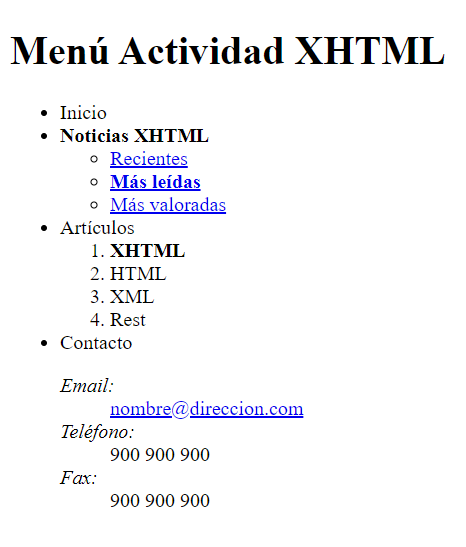 Menú Actividad XHTML
• Inicio
• Noticias XHTML
◦ Recientes
◦ Más leídas
◦ Más valoradas
• Artículos
1. XHTML
2. HTML
3. XML
4. Rest
• Contacto
Email:
nombre@direccion.com
Teléfono:
900 900 900
Fax:
900 900 900